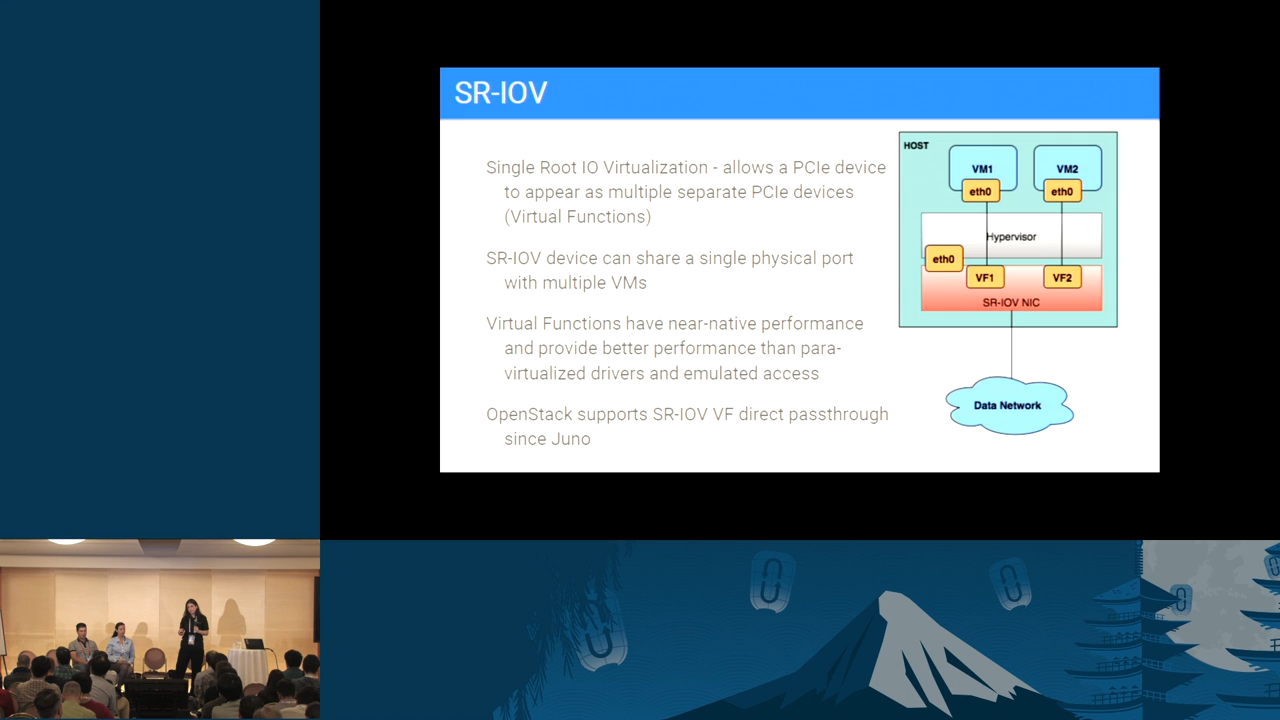 SR-IOV
Single Root IO Virtualization - allows a PCIe device
to appear as multiple separate PCIe devices
(Virtual Functions)
SR-IOV device can share a single physical port
with multiple VMs
Virtual Functions have near-native performance
and provide better performance than para-
virtualized drivers and emulated access
OpenStack supports SR-IOV VF direct passthrough
since Juno
HOST
VM1
VM2
eth0
eth0
Hypervisor
eth0
VF1
VF2
SR-IOV NIC
Data Network